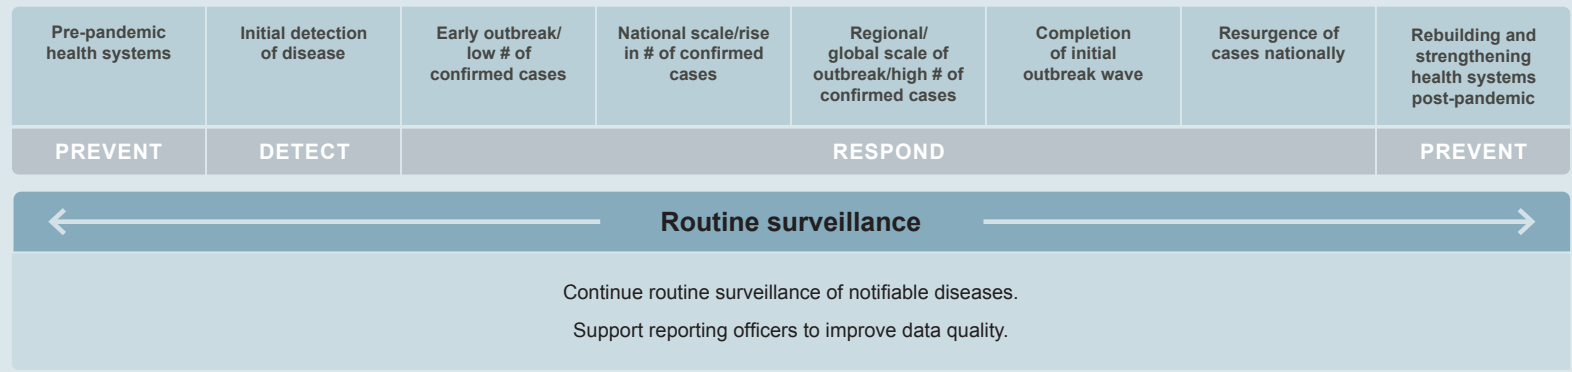 Pre-pandemic
health systems
Initial detection
of disease
Early outbreak/
low # of
confirmed cases
National scale/rise
in # of confirmed
cases
Regional/
global scale of
outbreak/high # of
confirmed cases
Completion
of initial
outbreak wave
Resurgence of
cases nationally
Rebuilding and
strengthening
health systems
post-pandemic
PREVENT
DETECT
RESPOND
PREVENT
Routine surveillance
Continue routine surveillance of notifiable diseases.
Support reporting officers to improve data quality.